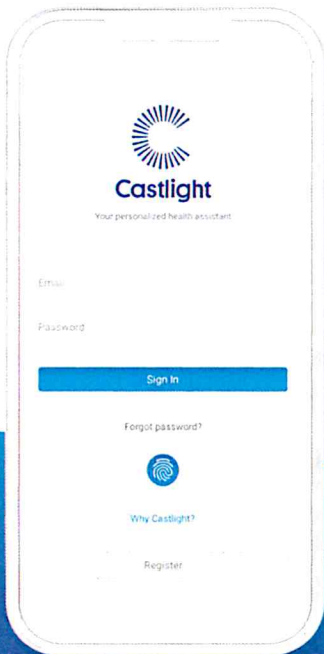 Castlight
Your personalized health assistant
Email
Password
Sign In
Forgot password?
Why Castlight?
Register